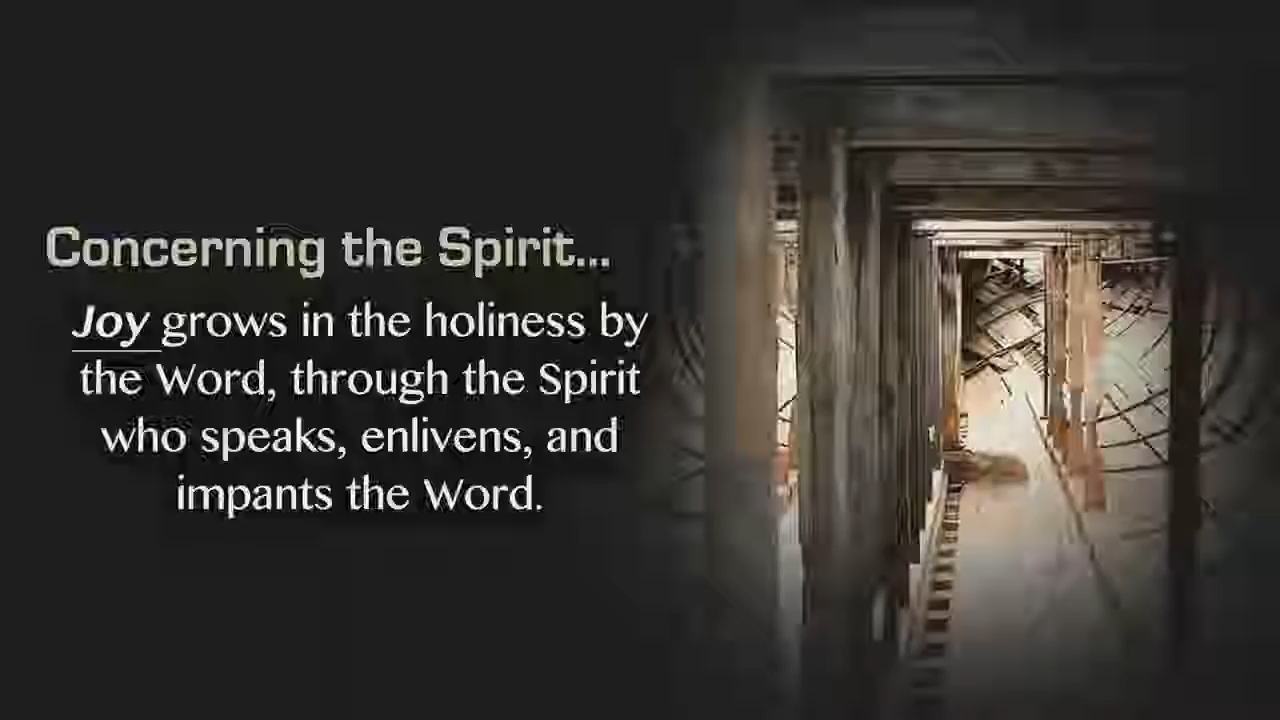 Concerning the Spirit...
Joy grows in the holiness by
the Word, through the Spirit
who speaks, enlivens, and
impants the Word.